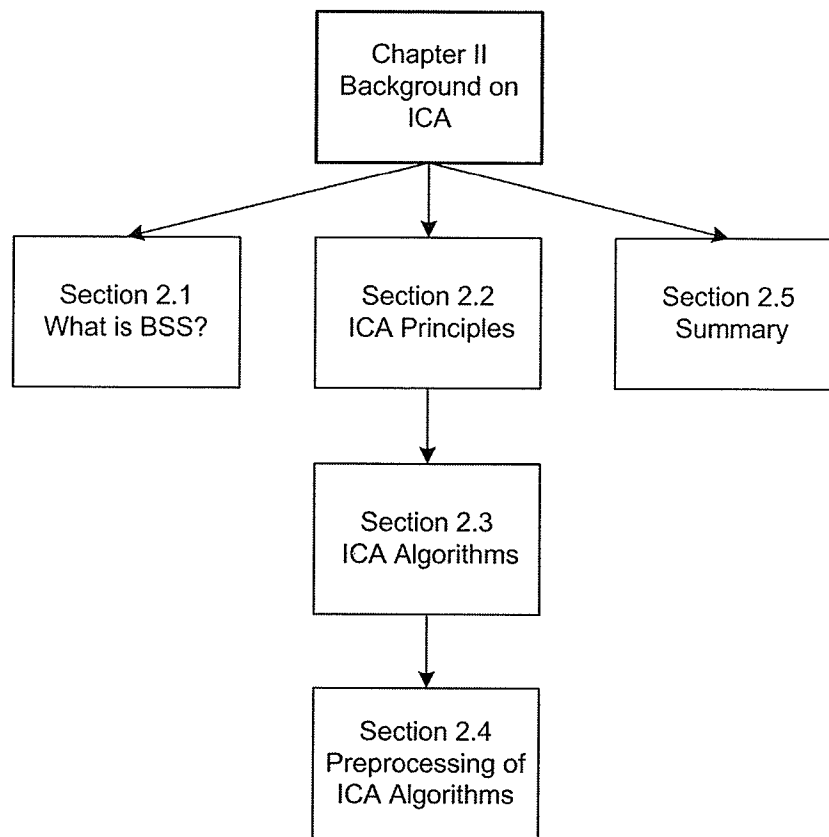 Chapter II
Background on
ICA
Section 2.1
What is BSS?
Section 2.2
ICA Principles
Section 2.5
Summary
Section 2.3
ICA Algorithms
Section 2.4
Preprocessing of
ICA Algorithms